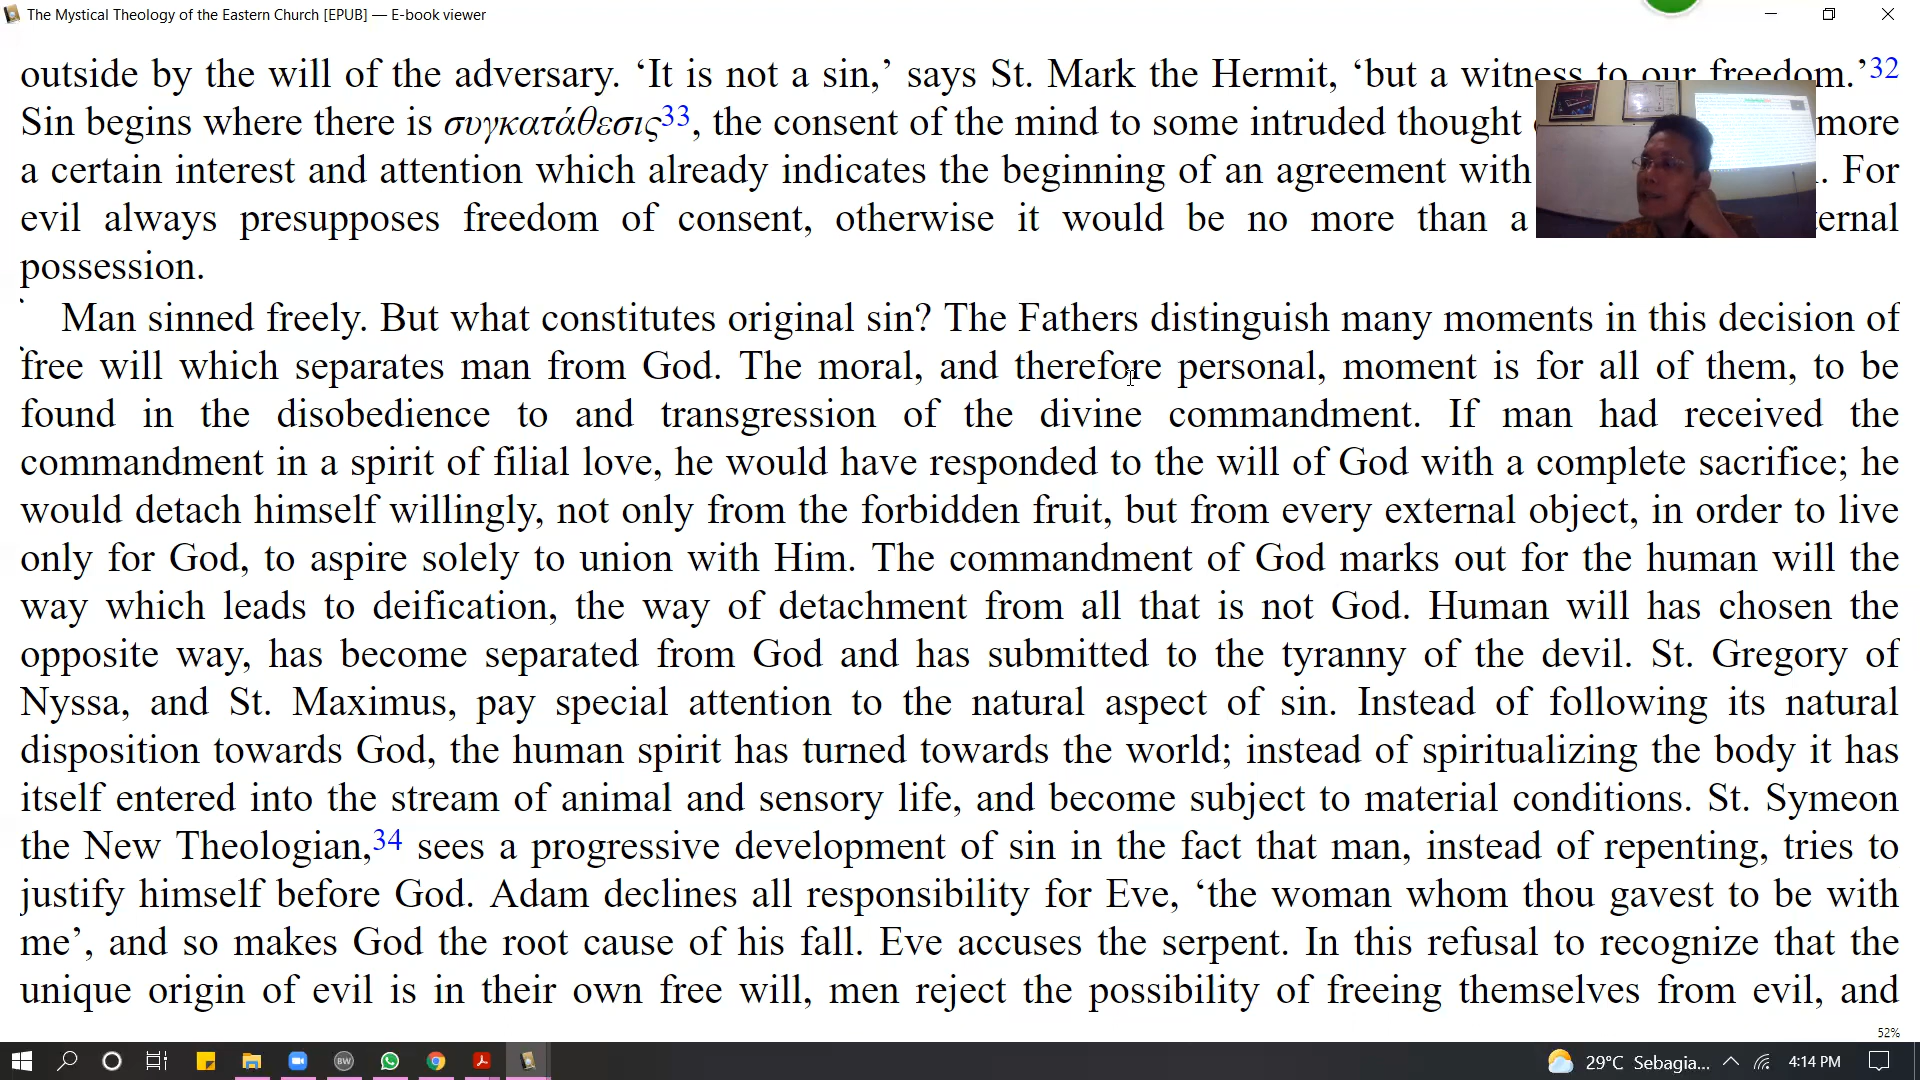 The Mystical Theology of the Eastern Church [EPUB] — E-book viewer
outside by the will of the adversary. ‘It is not a sin,’ says St. Mark the Hermit, ‘but a witness to our freedom.’32
Sin begins where there is συγκατάθεσις33, the consent of the mind to some intruded thought more
a certain interest and attention which already indicates the beginning of an agreement with . For
evil always presupposes freedom of consent, otherwise it would be no more than a ernal
possession.
Man sinned freely. But what constitutes original sin? The Fathers distinguish many moments in this decision of
free will which separates man from God. The moral, and therefore personal, moment is for all of them, to be
found in the disobedience to and transgression of the divine commandment. If man had received the
commandment in a spirit of filial love, he would have responded to the will of God with a complete sacrifice; he
would detach himself willingly, not only from the forbidden fruit, but from every external object, in order to live
only for God, to aspire solely to union with Him. The commandment of God marks out for the human will the
way which leads to deification, the way of detachment from all that is not God. Human will has chosen the
opposite way, has become separated from God and has submitted to the tyranny of the devil. St. Gregory of
Nyssa, and St. Maximus, pay special attention to the natural aspect of sin. Instead of following its natural
disposition towards God, the human spirit has turned towards the world; instead of spiritualizing the body it has
itself entered into the stream of animal and sensory life, and become subject to material conditions. St. Symeon
the New Theologian,34 sees a progressive development of sin in the fact that man, instead of repenting, tries to
justify himself before God. Adam declines all responsibility for Eve, ‘the woman whom thou gavest to be with
me’, and so makes God the root cause of his fall. Eve accuses the serpent. In this refusal to recognize that the
unique origin of evil is in their own free will, men reject the possibility of freeing themselves from evil, and
52%
BW
29°C Sebagia... 4:14 PM